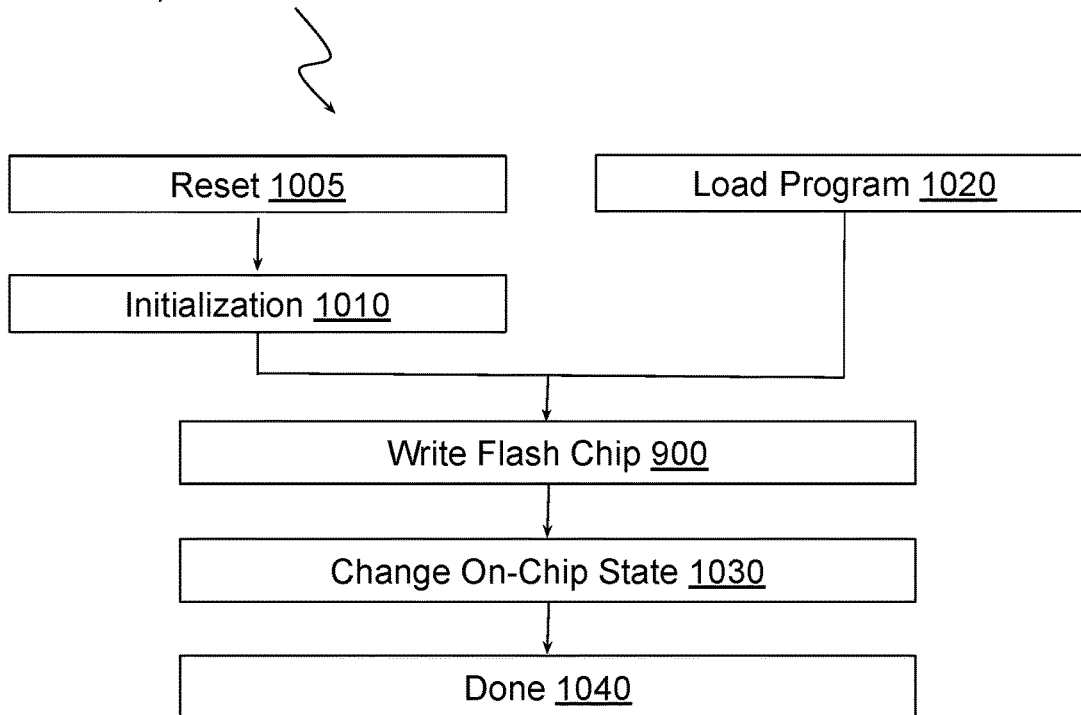 Reset 1005
Load Program 1020
Initialization 1010
Write Flash Chip 900
Change On-Chip State 1030
Done 1040